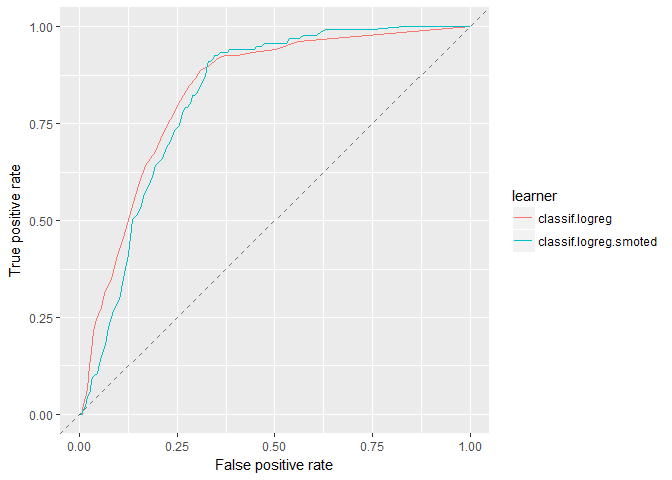 1.00
0.75
0.50
0.25
0.00
True positive rate
0.00 0.25 0.50 0.75 1.00
False positive rate
learner
classif.logreg
classif.logreg.smoted